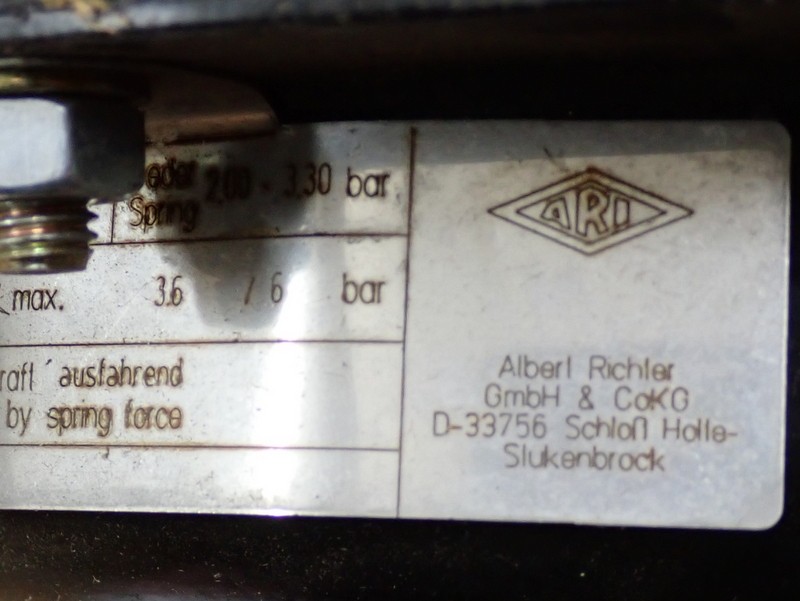 Spring 2.00 - 3.30 bar
max. 3.6 / 6 bar
raft ausfahrend
by spring force
ARI
Albert Richter
GmbH & CoKG
D-33756 Schloß Holte-
Stukenbrock